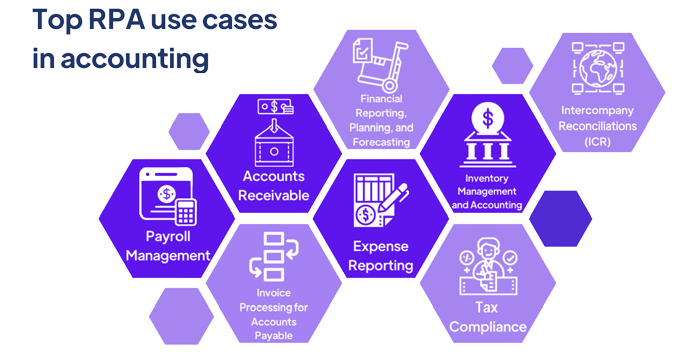 Top RPA use cases
in accounting
Financial
Reporting,
Planning, and
Forecasting
Intercompany
Reconciliations
(ICR)
Accounts
Receivable
Inventory
Management
and Accounting
Payroll
Management
Expense
Reporting
Invoice
Processing for
Accounts
Payable
Tax
Compliance